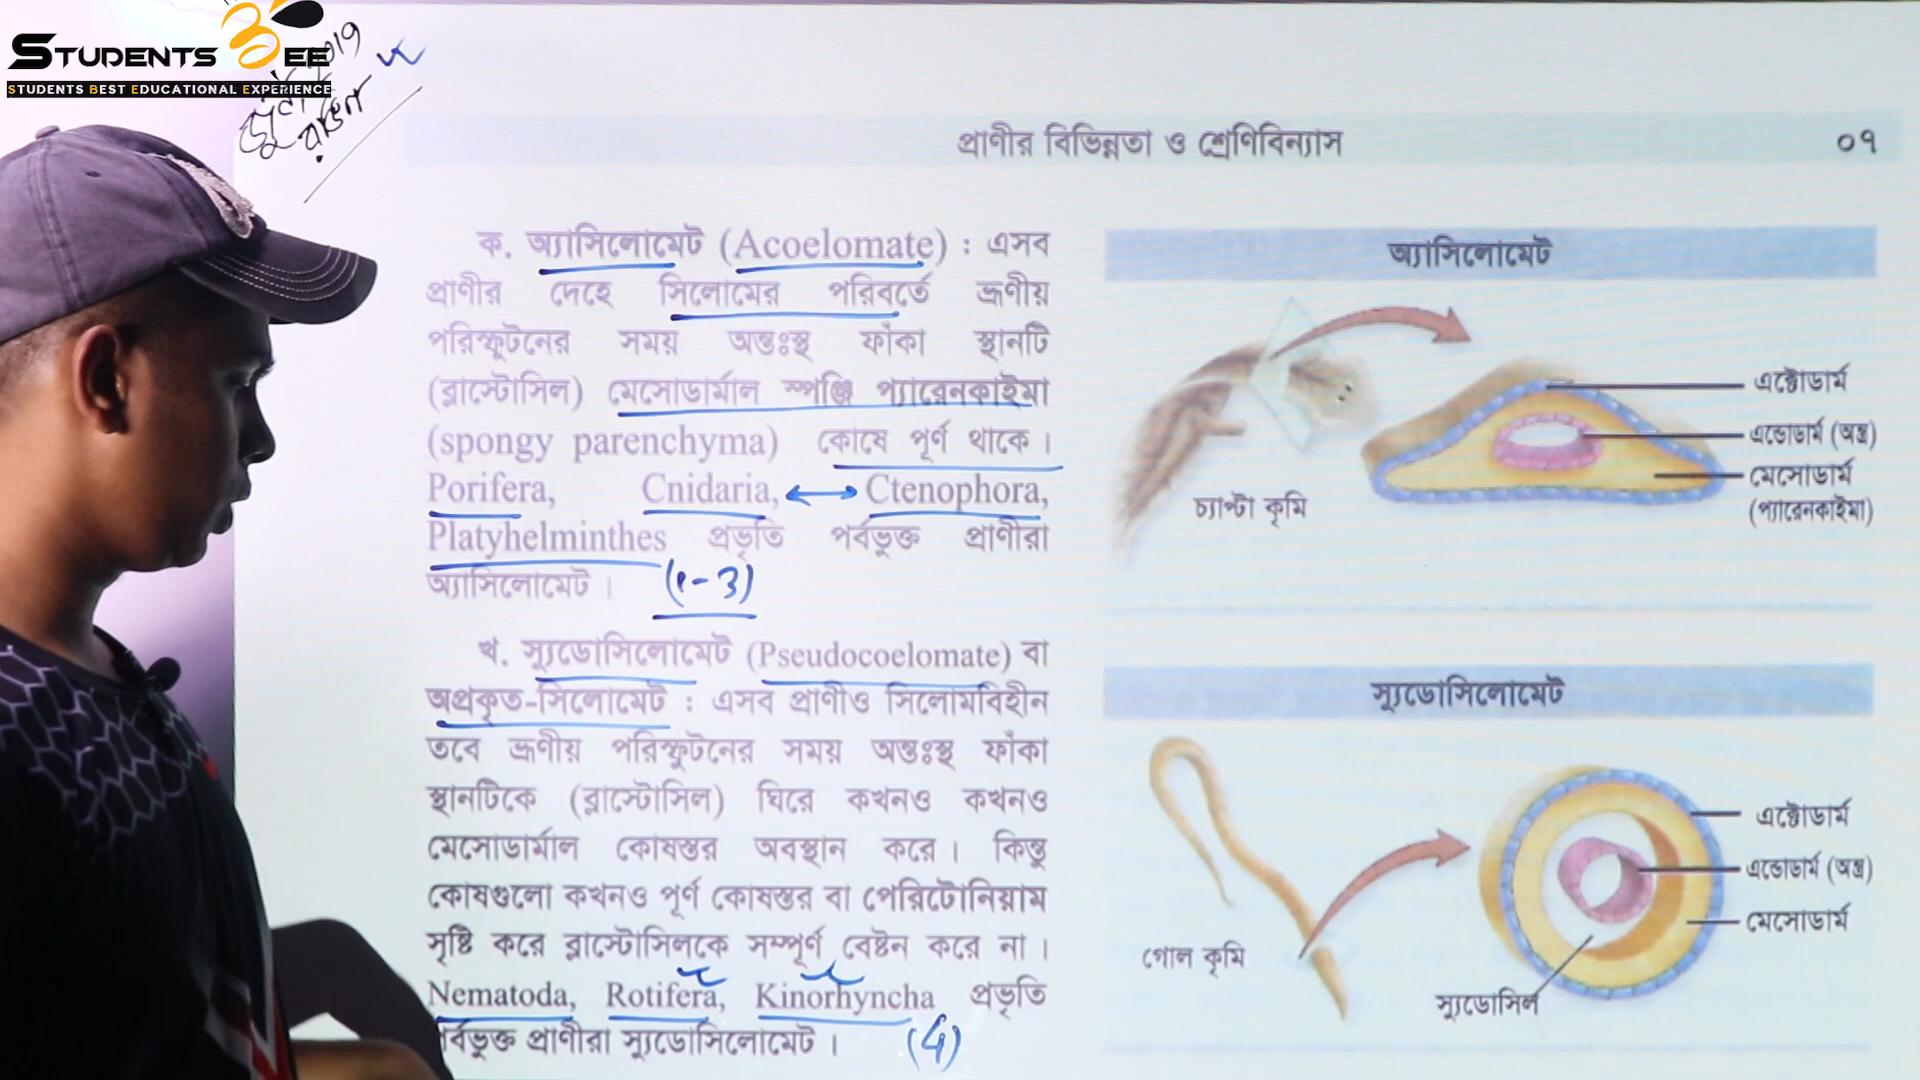 STUDENTS BEE
STUDENTS BEST EDUCATIONAL EXPERIENCE
প্রাণীর বিভিন্নতা ও শ্রেণিবিন্যাস
০৭
ক. অ্যাসিলোমেট (Acoelomate) : এসব
প্রাণীর দেহে সিলোমের পরিবর্তে ভ্রূণীয়
পরিস্ফুটনের সময় অন্তঃস্থ ফাঁকা স্থানটি
(ব্লাস্টোসিল) মেসোডার্মাল স্পঞ্জি প্যারেনকাইমা
(spongy parenchyma) কোষে পূর্ণ থাকে।
Porifera, Cnidaria, Ctenophora,
Platyhelminthes প্রভৃতি পর্বভুক্ত প্রাণীরা
অ্যাসিলোমেট। (1-3)
খ. স্যুডোসিলোমেট (Pseudocoelomate) বা
অপ্রকৃত-সিলোমেট : এসব প্রাণীও সিলোমবিহীন
তবে ভ্রূণীয় পরিস্ফুটনের সময় অন্তঃস্থ ফাঁকা
স্থানটিকে (ব্লাস্টোসিল) ঘিরে কখনও কখনও
মেসোডার্মাল কোষস্তর অবস্থান করে। কিন্তু
কোষগুলো কখনও পূর্ণ কোষস্তর বা পেরিটোনিয়াম
সৃষ্টি করে ব্লাস্টোসিলকে সম্পূর্ণ বেষ্টন করে না।
Nematoda, Rotifera, Kinorhyncha প্রভৃতি
পর্বভুক্ত প্রাণীরা স্যুডোসিলোমেট। (4)
অ্যাসিলোমেট
এক্টোডার্ম
এন্ডোডার্ম (অন্ত্র)
মেসোডার্ম
(প্যারেনকাইমা)
চ্যাপ্টা কৃমি
স্যুডোসিলোমেট
এক্টোডার্ম
এন্ডোডার্ম (অন্ত্র)
মেসোডার্ম
গোল কৃমি
স্যুডোসিল